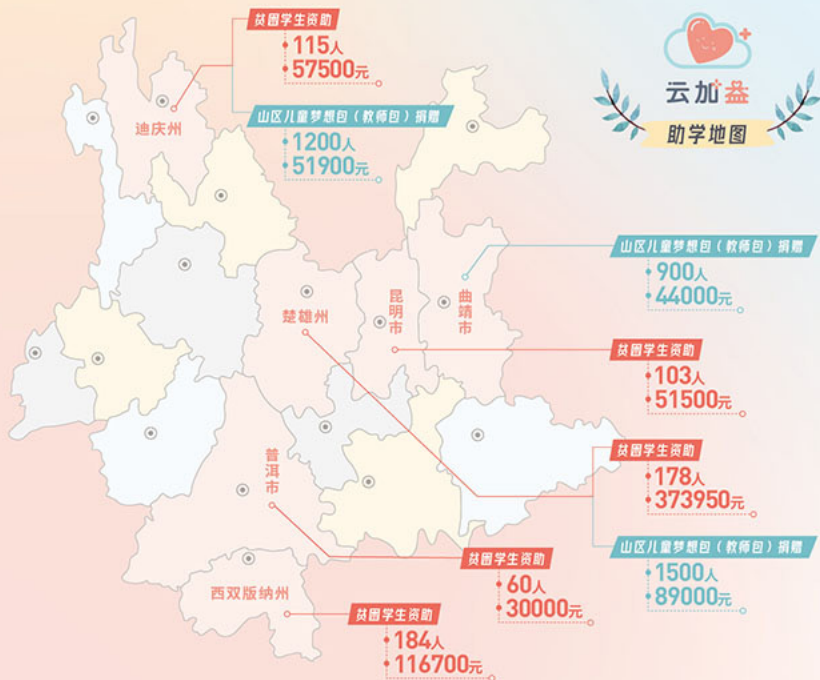 云加益
助学地图
贫困学生资助
115人
57500元
山区儿童梦想包（教师包）捐赠
1200人
51900元
迪庆州
山区儿童梦想包（教师包）捐赠
900人
44000元
楚雄州
昆明市
曲靖市
贫困学生资助
103人
51500元
贫困学生资助
178人
373950元
山区儿童梦想包（教师包）捐赠
1500人
89000元
普洱市
贫困学生资助
60人
30000元
西双版纳州
贫困学生资助
184人
116700元